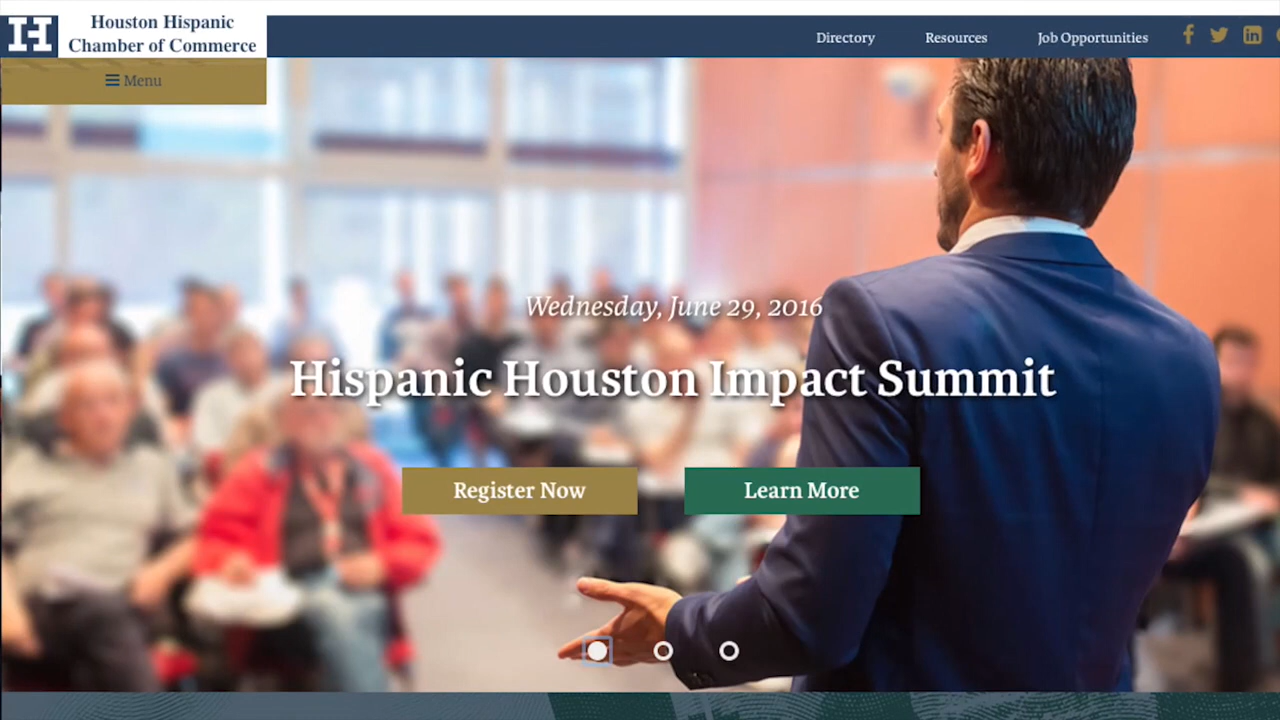 H
Houston Hispanic
Chamber of Commerce
Directory
Resources
Job Opportunities
Menu
Wednesday, June 29, 2016
Hispanic Houston Impact Summit
Register Now
Learn More